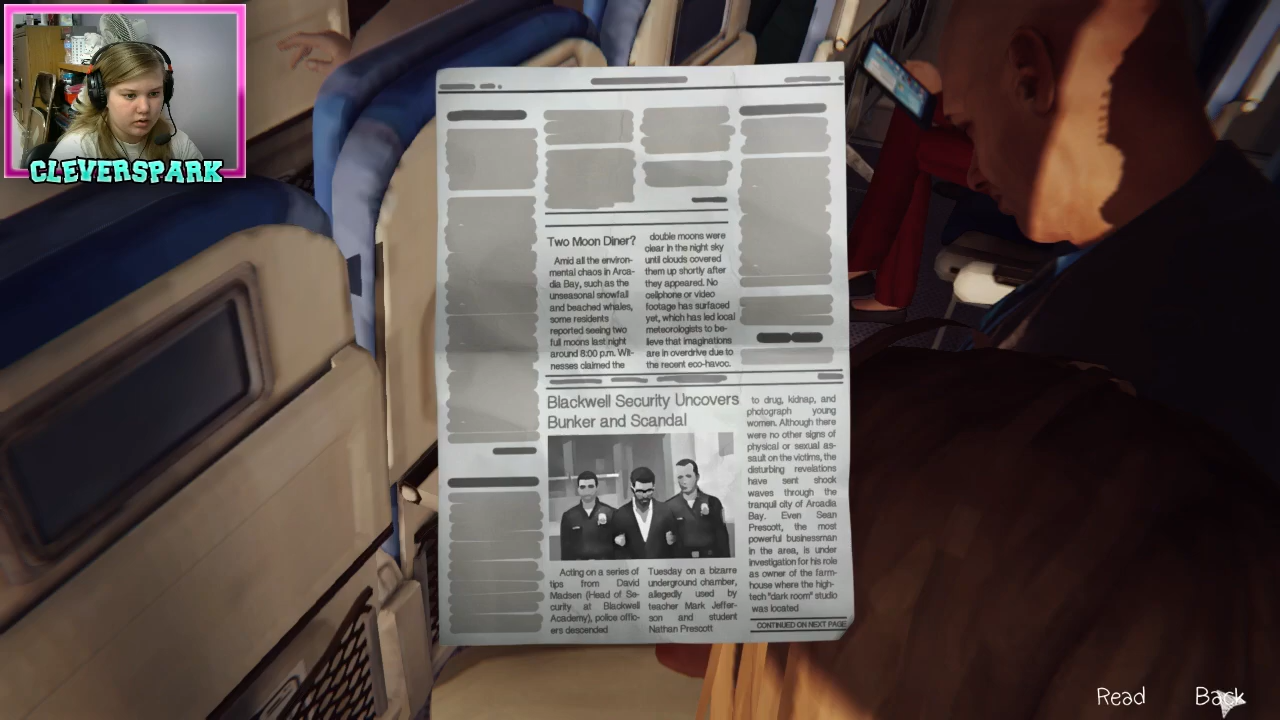 CLEVERSPARK
Two Moon Diner?
Amid all the environ-
mental chaos in Arca-
dia Bay, such as the
unseasonal snowfall
and beached whales,
some residents
reported seeing two
full moons last night
around 8:00 p.m. Wit-
nesses claimed the
double moons were
clear in the night sky
until clouds covered
them up shortly after
they appeared. No
cellphone or video
footage has surfaced
yet, which has led local
meteorologists to be-
lieve that imaginations
are in overdrive due to
the recent eco-havoc.
Blackwell Security Uncovers
Bunker and Scandal
Acting on a series of
tips from David
Madsen (Head of Se-
curity at Blackwell
Academy), police offic-
ers descended
Tuesday on a bizarre
underground chamber,
allegedly used by
teacher Mark Jeffer-
son and student
Nathan Prescott
to drug, kidnap, and
photograph young
women. Although there
were no other signs of
physical or sexual as-
sault on the victims, the
disturbing revelations
have sent shock
waves through the
tranquil city of Arcadia
Bay. Even Sean
Prescott, the most
powerful businessman
in the area, is under
investigation for his role
as owner of the farm-
house where the high-
tech "dark room" studio
was located
CONTINUED ON NEXT PAGE
Read Back